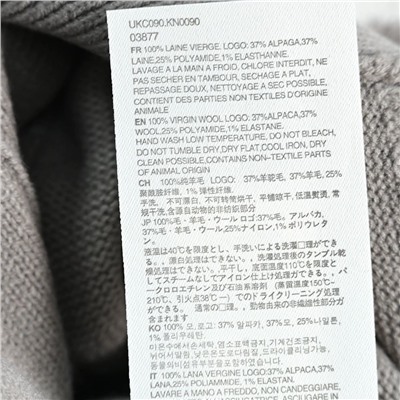 UKC090.KN0090
03877
FR 100% LAINE VIERGE. LOGO: 37% ALPAGA,37%
LAINE,25% POLYAMIDE,1% ELASTHANNE.
LAVAGE A LA MAIN A FROID, CHLORE INTERDIT, NE
PAS SECHER EN TAMBOUR, SECHAGE A PLAT,
REPASSAGE DOUX, NETTOYAGE A SEC POSSIBLE,
CONTIENT DES PARTIES NON TEXTILES D'ORIGINE
ANIMALE
EN 100% VIRGIN WOOL LOGO: 37%ALPACA,37%
WOOL,25% POLYAMIDE,1% ELASTANE.
HAND WASH LOW TEMPERATURE, DO NOT BLEACH,
DO NOT TUMBLE DRY,DRY FLAT,COOL IRON, DRY
CLEAN POSSIBLE,CONTAINS NON-TEXTILE PARTS
OF ANIMAL ORIGIN
CH 100%纯羊毛 LOGO: 37%羊驼毛, 37%羊毛, 25%
聚酰胺纤维, 1% 弹性纤维.
手洗, 不可漂白, 不可转筒烘干, 平铺晾干, 低温熨烫, 常
规干洗,含源自动物的非纺织部分
JP 100%毛・羊毛・ウール ロゴ:37%毛, アルパカ,
37%毛・羊毛・ウール 25%ナイロン, 1% ポリウレタ
ン.
液温は40℃を限度とし、手洗いによる洗濯□理ができ
る。, 漂白処理はできない。, 洗濯処理後のタンブル乾
燥処理はできない。,平干し, 底面温度110℃を限度
としてスチームなしでアイロン仕上げ処理ができる。, パ
ークロロエチレン及び石油系溶剤 (蒸留温度150℃~
210℃、引火点38℃―) でのドライクリーニング処理
ができる。通常の□理, 動物由来の非繊維性部分が
含まれます
KO 100% 모, 로고: 37% 알파카, 37%모, 25%나일론,
1% 폴리우레탄
마온수에서손세탁, 염소표백금지, 기계건조금지,
뉘어서말림, 낮은온도로다림질, 드라이클리닝가능,
동물의비섬유부위함유하고있음
IT 100% LANA VERGINE LOGO: 37%ALPACA,37%
LANA,25% POLIAMMIDE, 1% ELASTAN.
LAVARE A MANO A FREDDO, NON CANDEGGIARE,